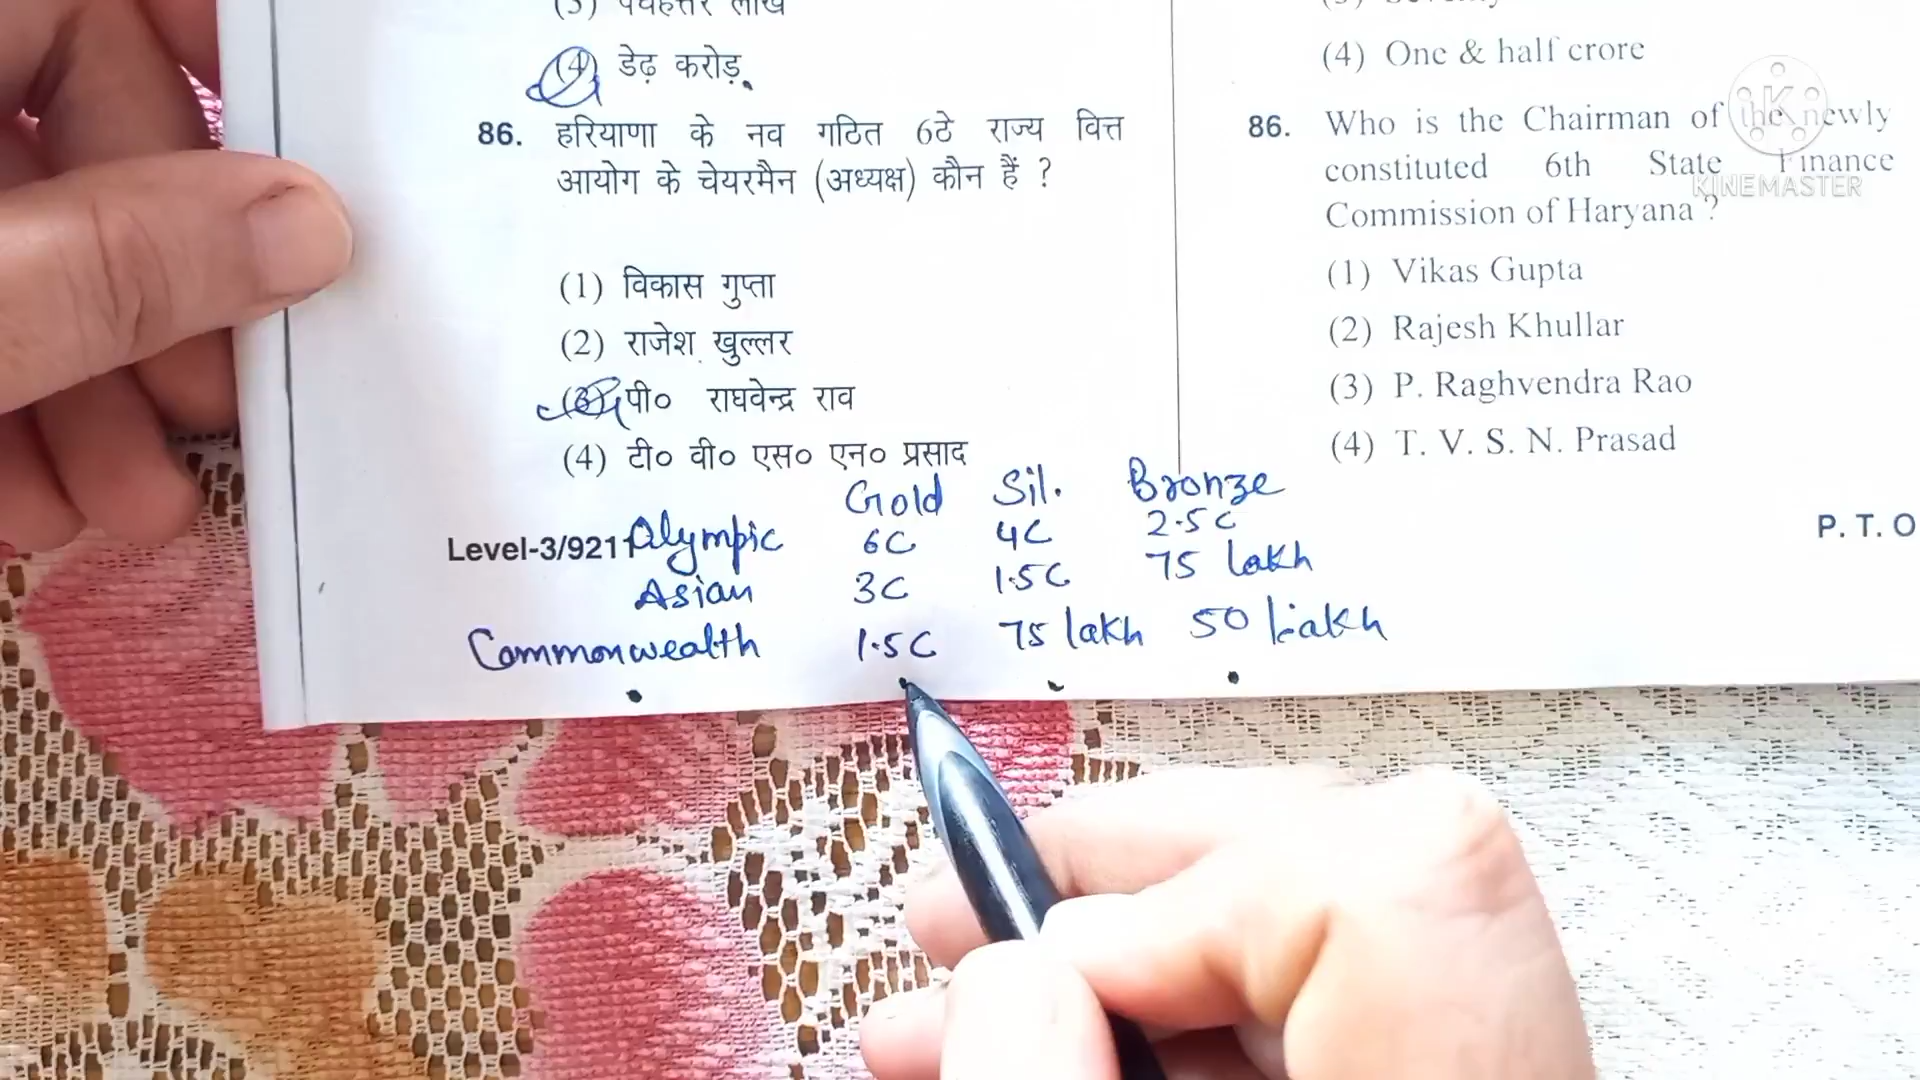 (3) पचहत्तर लाख
(4) डेढ़ करोड़
86. हरियाणा के नव गठित 6ठे राज्य वित्त
आयोग के चेयरमैन (अध्यक्ष) कौन हैं ?
(1) विकास गुप्ता
(2) राजेश खुल्लर
(3) पी० राघवेन्द्र राव
(4) टी० वी० एस० एन० प्रसाद
(4) One & half crore
86. Who is the Chairman of the newly
constituted 6th State Finance
Commission of Haryana ?
(1) Vikas Gupta
(2) Rajesh Khullar
(3) P. Raghvendra Rao
(4) T. V. S. N. Prasad
K
KINEMASTER
Gold Sil. Bronze
Olympic 6C 4C 2.5C
Asian 3C 1.5C 75 lakh
Commonwealth 1.5C 75 lakh 50 lakh
Level-3/9211
P. T. O